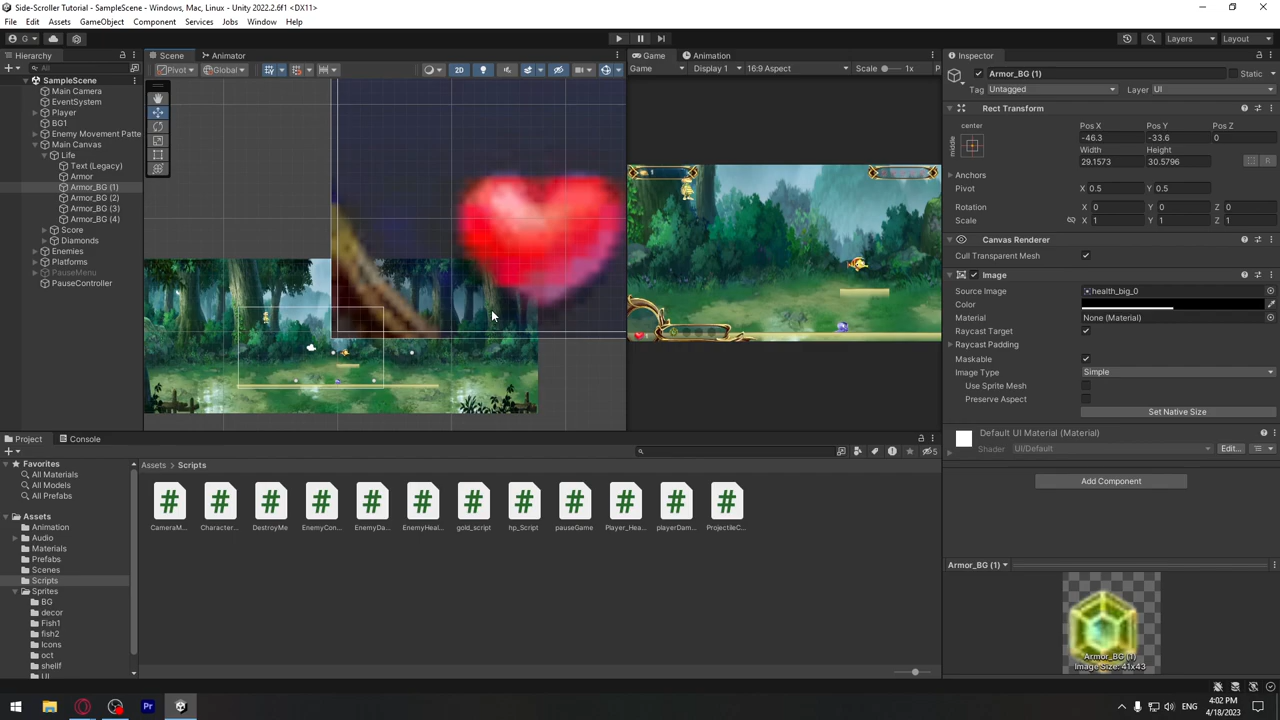 Side-Scroller Tutorial - SampleScene - Windows, Mac, Linux - Unity 2022.2.6f1 <DX11>
File Edit Assets GameObject Component Services Jobs Window Help
G Layers Layout
Hierarchy Scene Animator Game Animation Inspector
All
Pivot Global 2D
Game Display 1 16:9 Aspect Scale 1x P
SampleScene
Main Camera
EventSystem
Player
BG1
Enemy Movement Patte
Main Canvas
Life
Text (Legacy)
Armor
Armor_BG (1)
Armor_BG (2)
Armor_BG (3)
Armor_BG (4)
Score
Diamonds
Enemies
Platforms
PauseMenu
PauseController
Armor_BG (1) Static
Tag Untagged Layer UI
Rect Transform
center
middle
Pos X Pos Y Pos Z
-46.3 -33.6 0
Width Height
29.1573 30.5796
R
Anchors
Pivot X 0.5 Y 0.5
Rotation X 0 Y 0 Z 0
Scale X 1 Y 1 Z 1
Canvas Renderer
Cull Transparent Mesh
Image
Source Image health_big_0
Color
Material None (Material)
Raycast Target
Raycast Padding
Maskable
Image Type Simple
Use Sprite Mesh
Preserve Aspect
Set Native Size
Default UI Material (Material)
Shader UI/Default Edit...
Add Component
Armor_BG (1)
Armor_BG (1)
Image Size: 41x43
Project Console
5
Favorites
All Materials
All Models
All Prefabs
Assets
Animation
Audio
Materials
Prefabs
Scenes
Scripts
Sprites
BG
decor
Fish1
fish2
Icons
oct
shellf
UI
Assets > Scripts
CameraM... Character... DestroyMe EnemyCon... EnemyDa... EnemyHeal... gold_script hp_Script pauseGame Player_Hea... playerDam... ProjectileC...
Pr
ENG
4:02 PM
4/18/2023